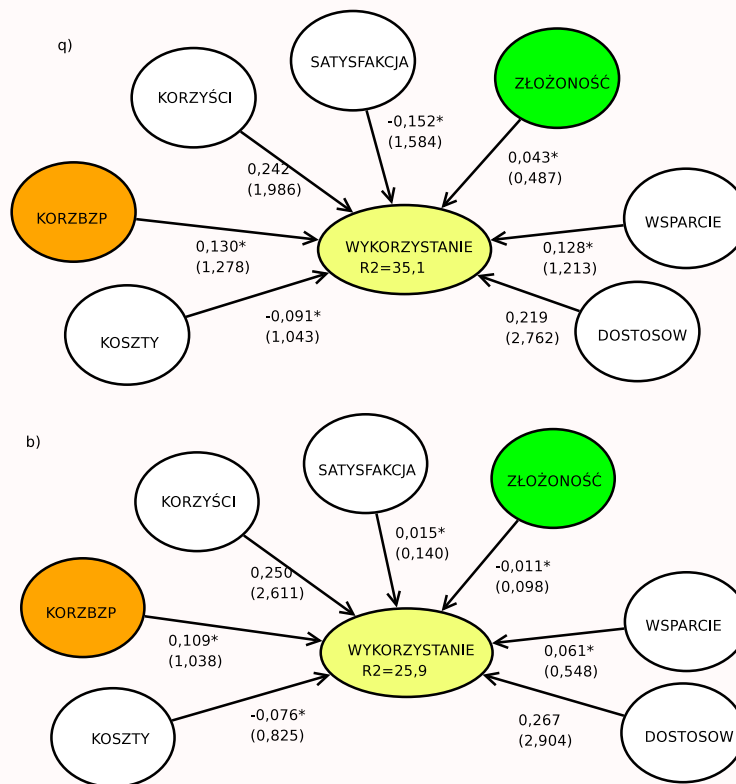 q)
SATYSFAKCJA
ZŁOŻONOŚĆ
KORZYŚCI
-0,152*
(1,584)
0,043*
(0,487)
0,242
(1,986)
KORZBZP
WSPARCIE
0,130*
(1,278)
WYKORZYSTANIE
R2=35,1
0,128*
(1,213)
KOSZTY
-0,091*
(1,043)
0,219
(2,762)
DOSTOSOW
b)
SATYSFAKCJA
ZŁOŻONOŚĆ
KORZYŚCI
0,015*
(0,140)
-0,011*
(0,098)
0,250
(2,611)
KORZBZP
WSPARCIE
0,109*
(1,038)
WYKORZYSTANIE
R2=25,9
0,061*
(0,548)
KOSZTY
-0,076*
(0,825)
0,267
(2,904)
DOSTOSOW